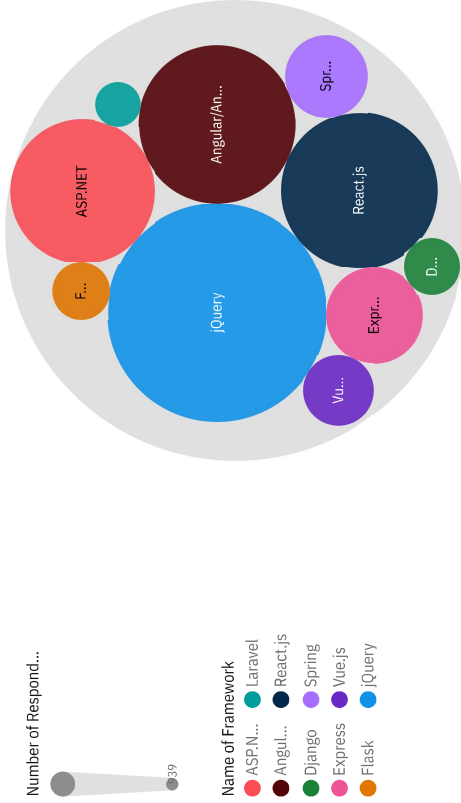 Spr...
Angular/An...
ASP.NET
React.js
D...
F...
jQuery
Expr...
Vu...
Number of Respond...
939
Name of Framework
ASP.N...
Laravel
Angul...
React.js
Django
Spring
Express
Vue.js
Flask
jQuery